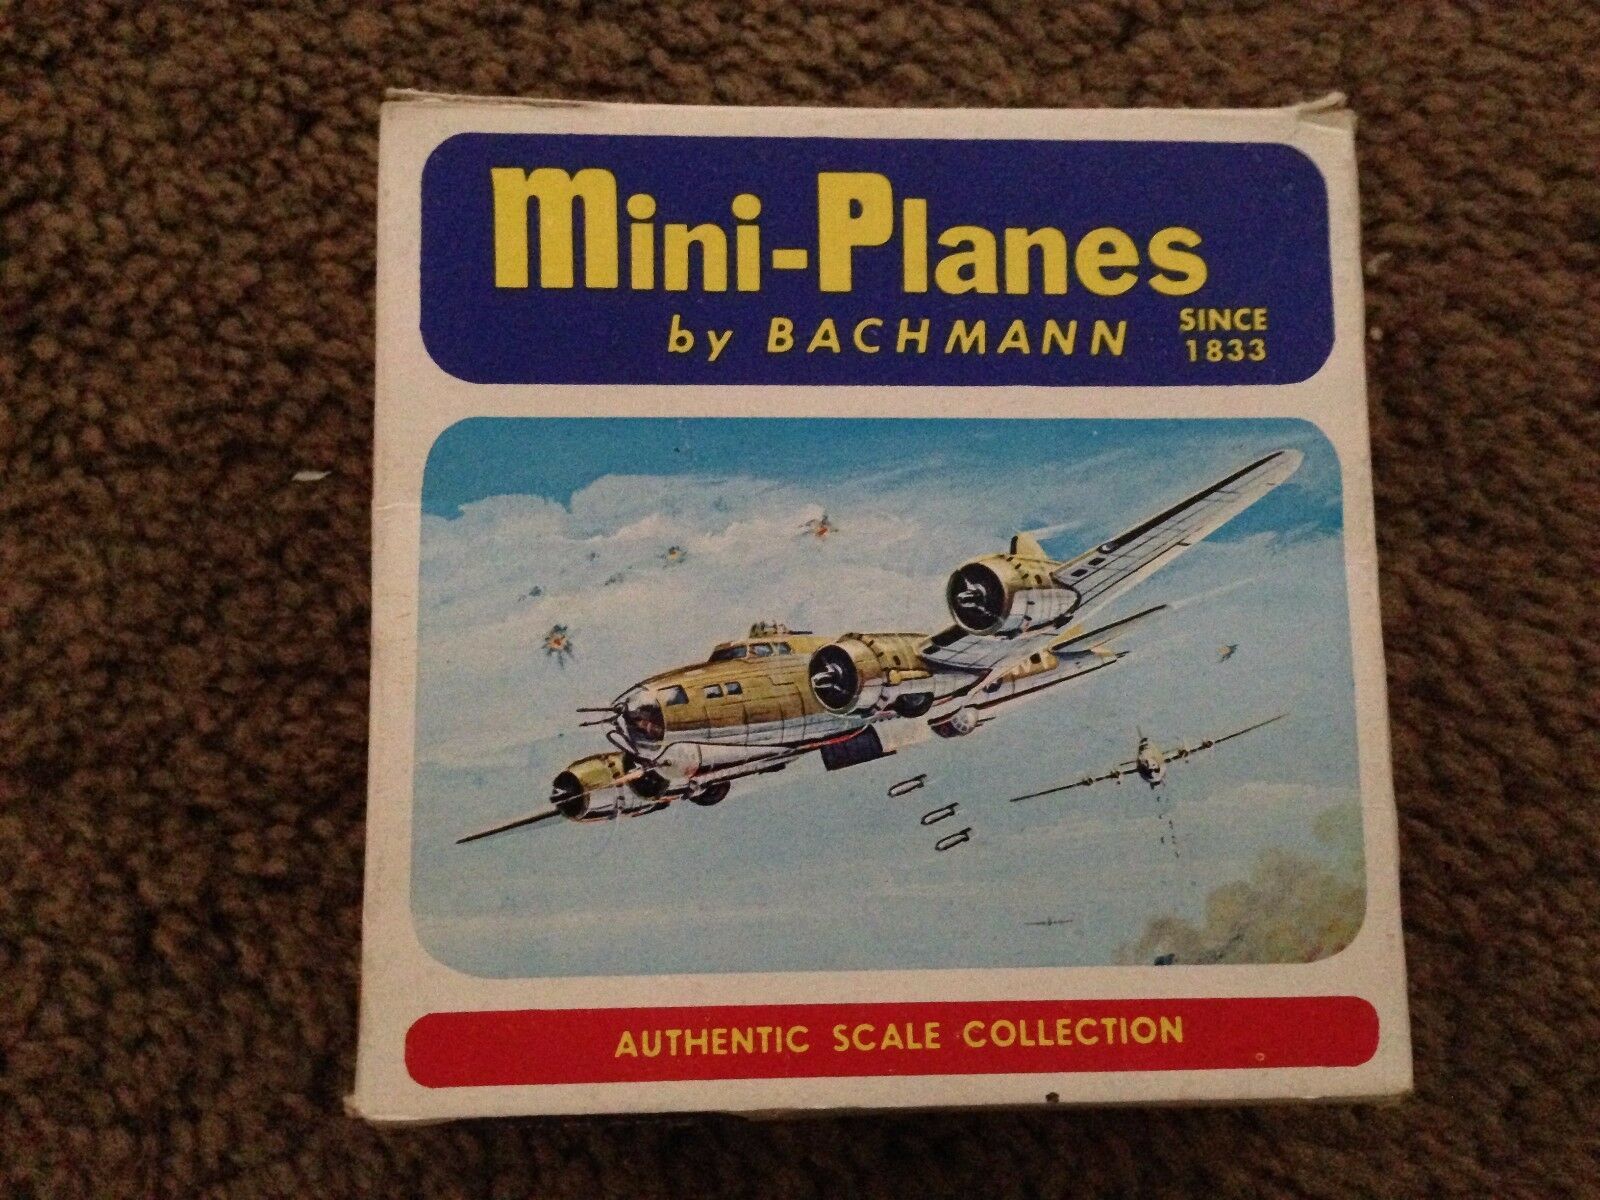 Mini-Planes
by BACHMANN
SINCE
1833
AUTHENTIC SCALE COLLECTION